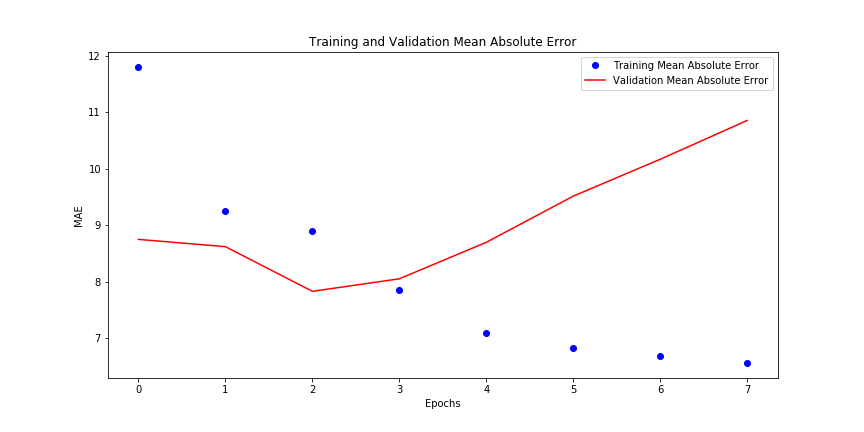 Training and Validation Mean Absolute Error
Training Mean Absolute Error
Validation Mean Absolute Error
MAE
12
11
10
9
8
7
0 1 2 3 4 5 6 7
Epochs